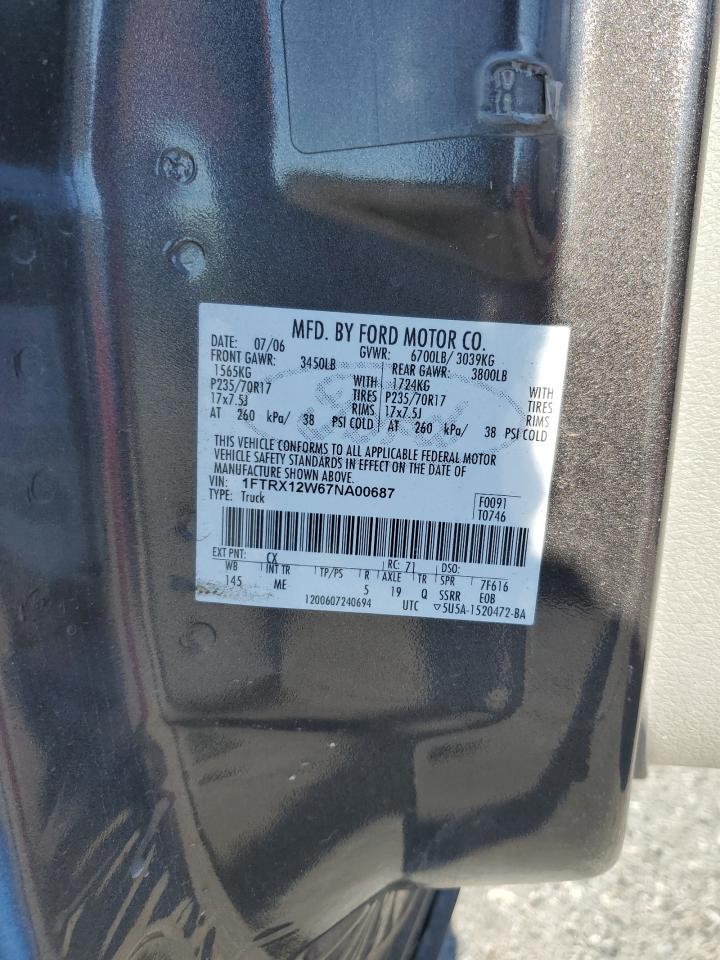 MFD. BY FORD MOTOR CO.
DATE: 07/06 GVWR: 6700LB/ 3039KG
FRONT GAWR: 3450LB REAR GAWR: 3800LB
1565KG WITH 1724KG WITH
P235/70R17 TIRES P235/70R17 TIRES
17x7.5J RIMS 17x7.5J RIMS
AT 260 kPa/ 38 PSI COLD AT 260 kPa/ 38 PSI COLD
THIS VEHICLE CONFORMS TO ALL APPLICABLE FEDERAL MOTOR
VEHICLE SAFETY STANDARDS IN EFFECT ON THE DATE OF
MANUFACTURE SHOWN ABOVE.
VIN: 1FTRX12W67NA00687
TYPE: Truck
F0091
T0746
EXT PNT: CX RC: 71 DSO:
WB INT TR TP/PS R AXLE TR SPR 7F616
145 ME 5 19 Q SSRR EOB
1200607240694 UTC ▽5U5A-1520472-BA
Ford